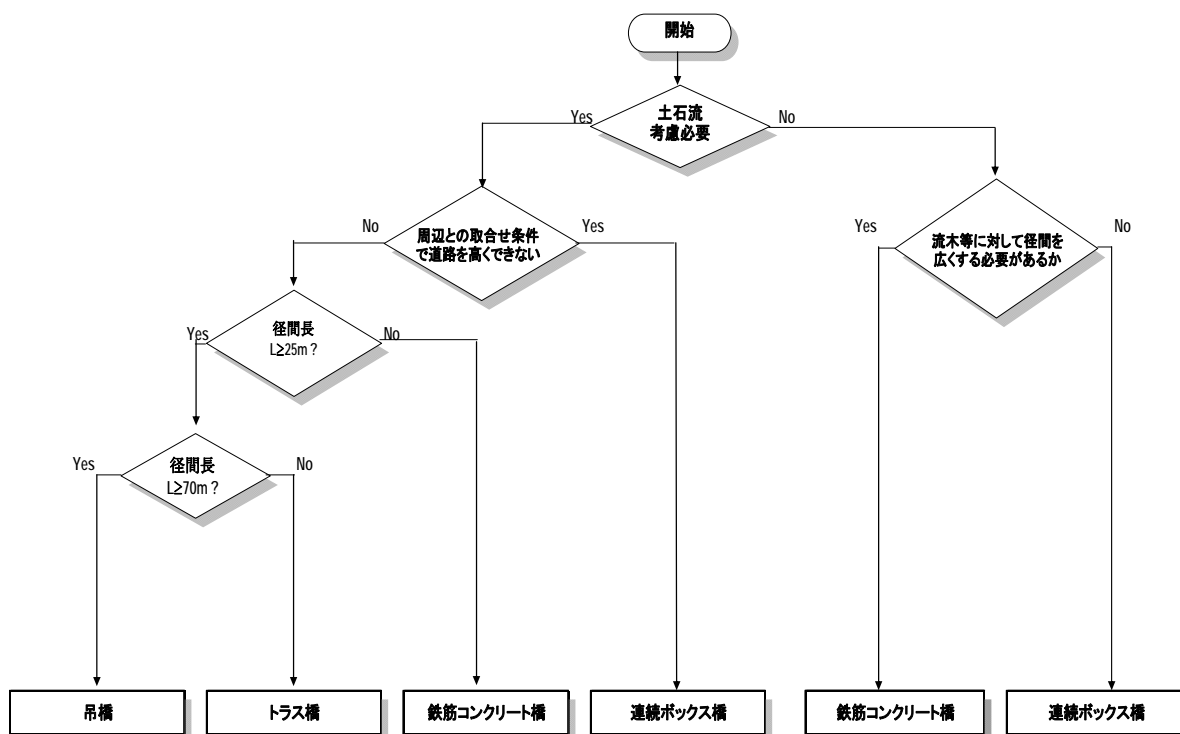 開始
土石流
考慮必要
Yes
No
周辺との取合せ条件
で道路を高くできない
No
Yes
流木等に対して径間を
広くする必要があるか
Yes
No
径間長
L≥25m?
Yes
No
径間長
L≥70m?
Yes
No
吊橋
トラス橋
鉄筋コンクリート橋
連続ボックス橋
鉄筋コンクリート橋
連続ボックス橋